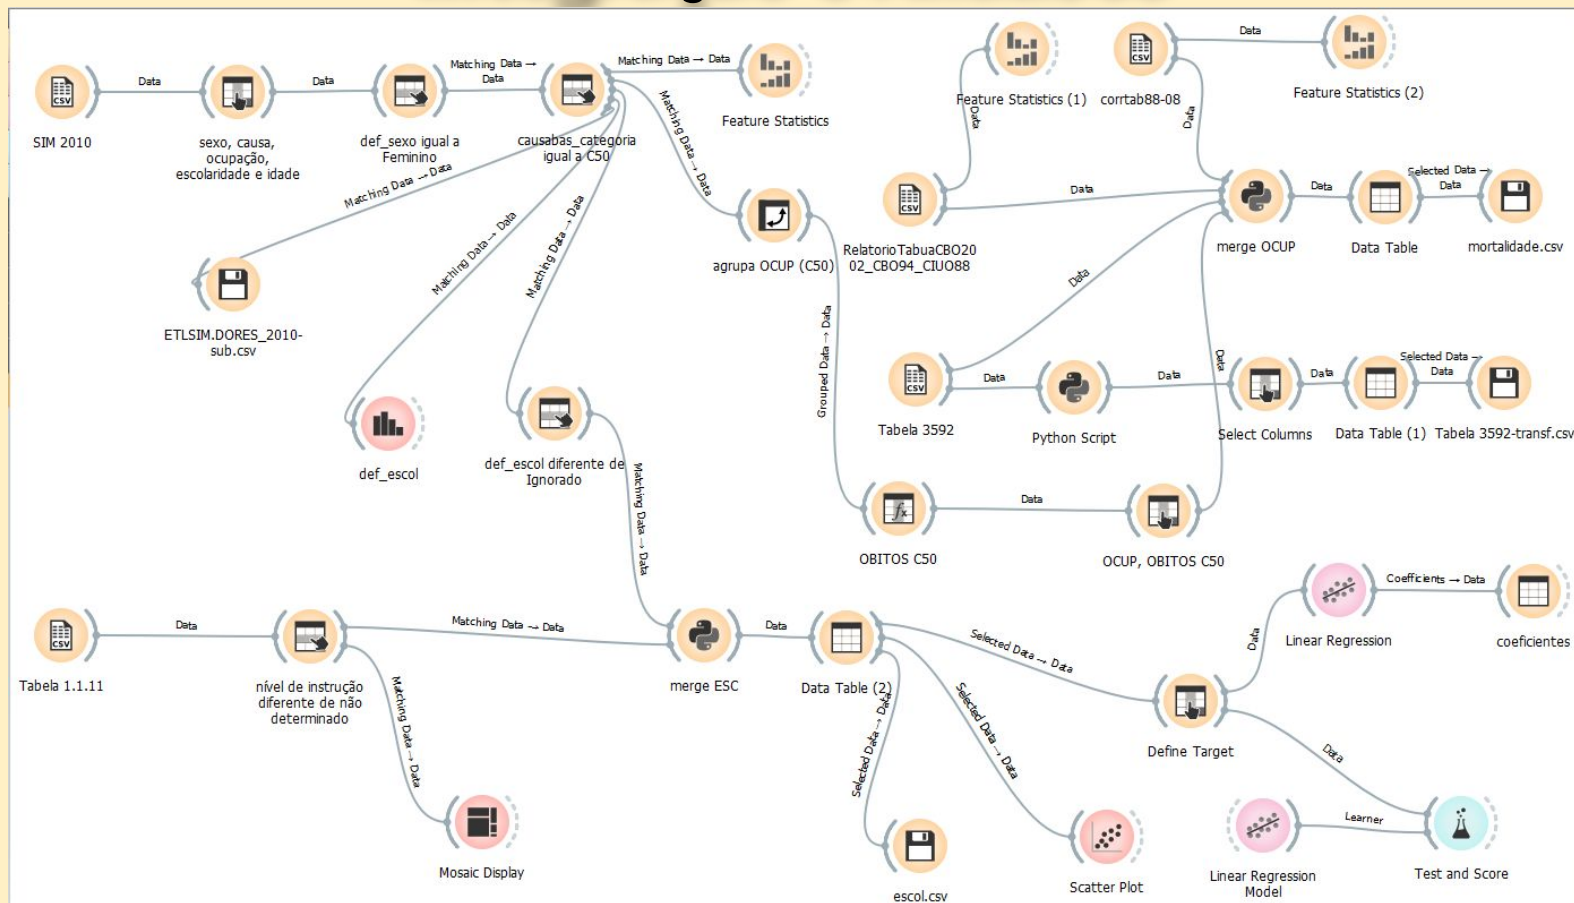 Data
Data
Matching Data →
Data
Matching Data → Data
Data
Data
SIM 2010
sexo, causa,
ocupação,
escolaridade e idade
def_sexo igual a
Feminino
causabas_categoria
igual a C50
Feature Statistics
Feature Statistics (1)
corrtab88-08
Feature Statistics (2)
Matching Data → Data
Matching Data → Data
Matching Data → Data
Matching Data → Data
Data
Data
Data
Selected Data →
Data
ETLSIM.DORES_2010-
sub.csv
agrupa OCUP (C50)
RelatorioTabuaCBO20
02_CBO94_CIUO88
merge OCUP
Data Table
mortalidade.csv
Grouped Data → Data
Data
Data
Data
Data
Data
Selected Data →
Data
def_escol
def_escol diferente de
Ignorado
Tabela 3592
Python Script
Select Columns
Data Table (1)
Tabela 3592-transf.csv
Matching Data → Data
Data
OBITOS C50
OCUP, OBITOS C50
Data
Matching Data → Data
Data
Selected Data → Data
Data
Coefficients → Data
Tabela 1.1.11
nível de instrução
diferente de não
determinado
merge ESC
Data Table (2)
Linear Regression
coeficientes
Matching Data → Data
Selected Data → Data
Selected Data → Data
Define Target
Data
Learner
Mosaic Display
escol.csv
Scatter Plot
Linear Regression
Model
Test and Score